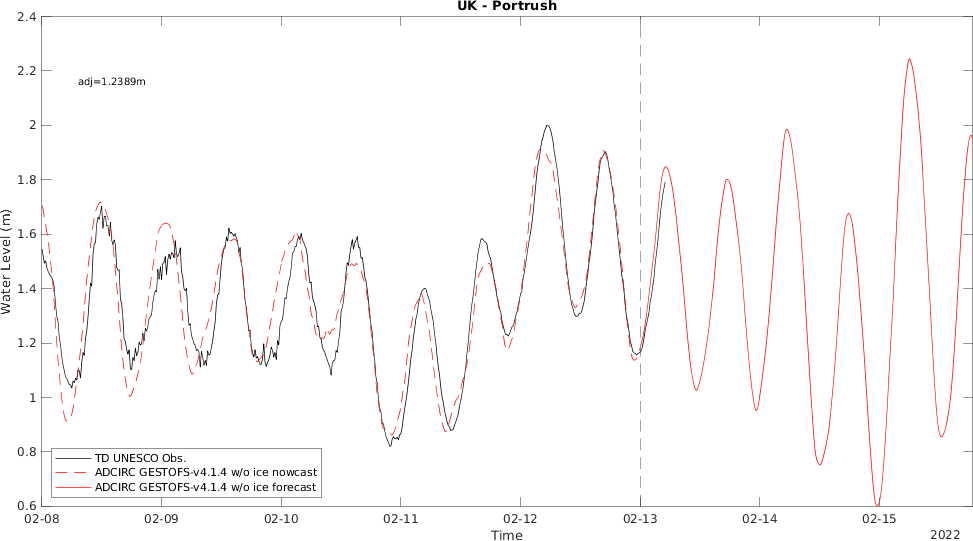 UK - Portrush
2.4
2.2
2
1.8
1.6
1.4
1.2
1
0.8
0.6
Water Level (m)
adj=1.2389m
TD UNESCO Obs.
ADCIRC GESTOFS-v4.1.4 w/o ice nowcast
ADCIRC GESTOFS-v4.1.4 w/o ice forecast
02-08 02-09 02-10 02-11 02-12 02-13 02-14 02-15
Time
2022